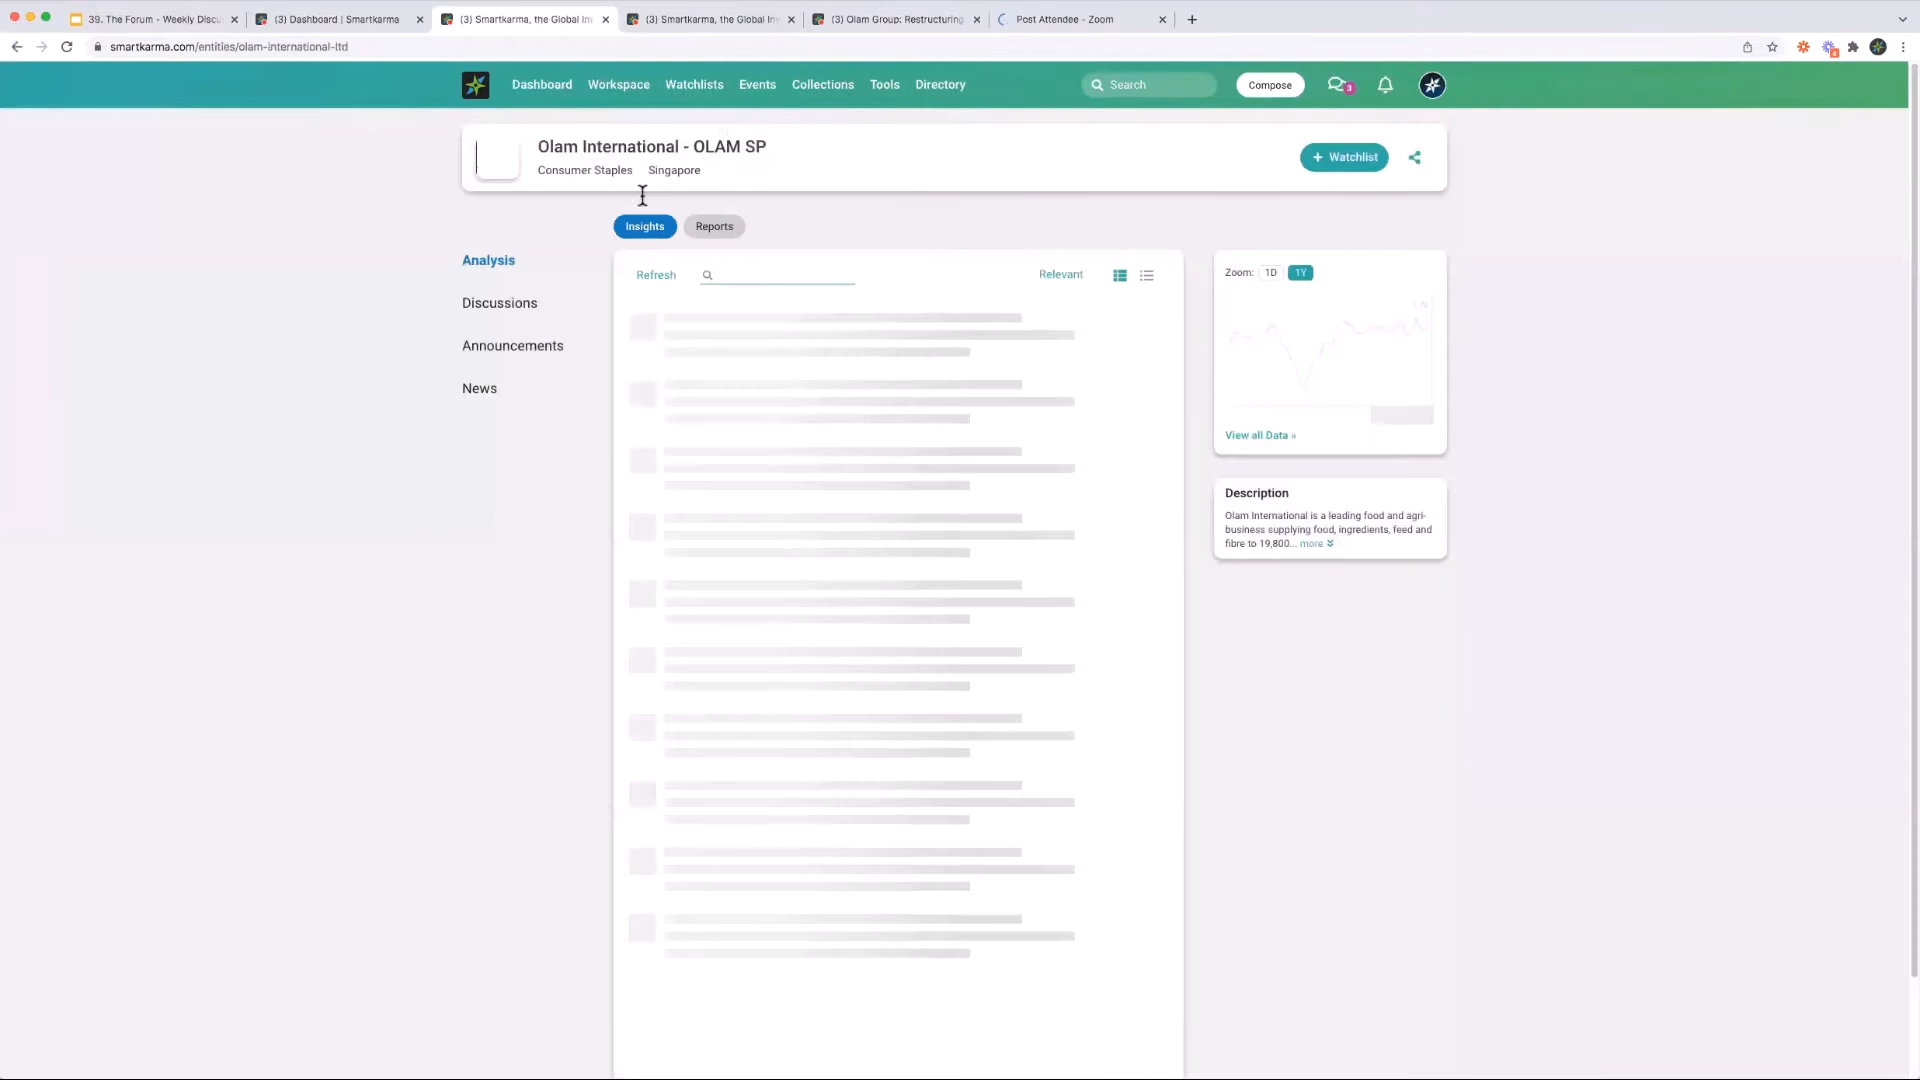 39. The Forum - Weekly Discu
(3) Dashboard | Smartkarma
(3) Smartkarma, the Global In
(3) Smartkarma, the Global In
(3) Olam Group: Restructuring
Post Attendee - Zoom
smartkarma.com/entities/olam-international-ltd
Dashboard
Workspace
Watchlists
Events
Collections
Tools
Directory
Search
Compose
3
Olam International - OLAM SP
Consumer Staples Singapore
+ Watchlist
Insights
Reports
Analysis
Discussions
Announcements
News
Refresh
Relevant
Zoom: 1D 1Y
View all Data »
Description
Olam International is a leading food and agri-
business supplying food, ingredients, feed and
fibre to 19,800... more